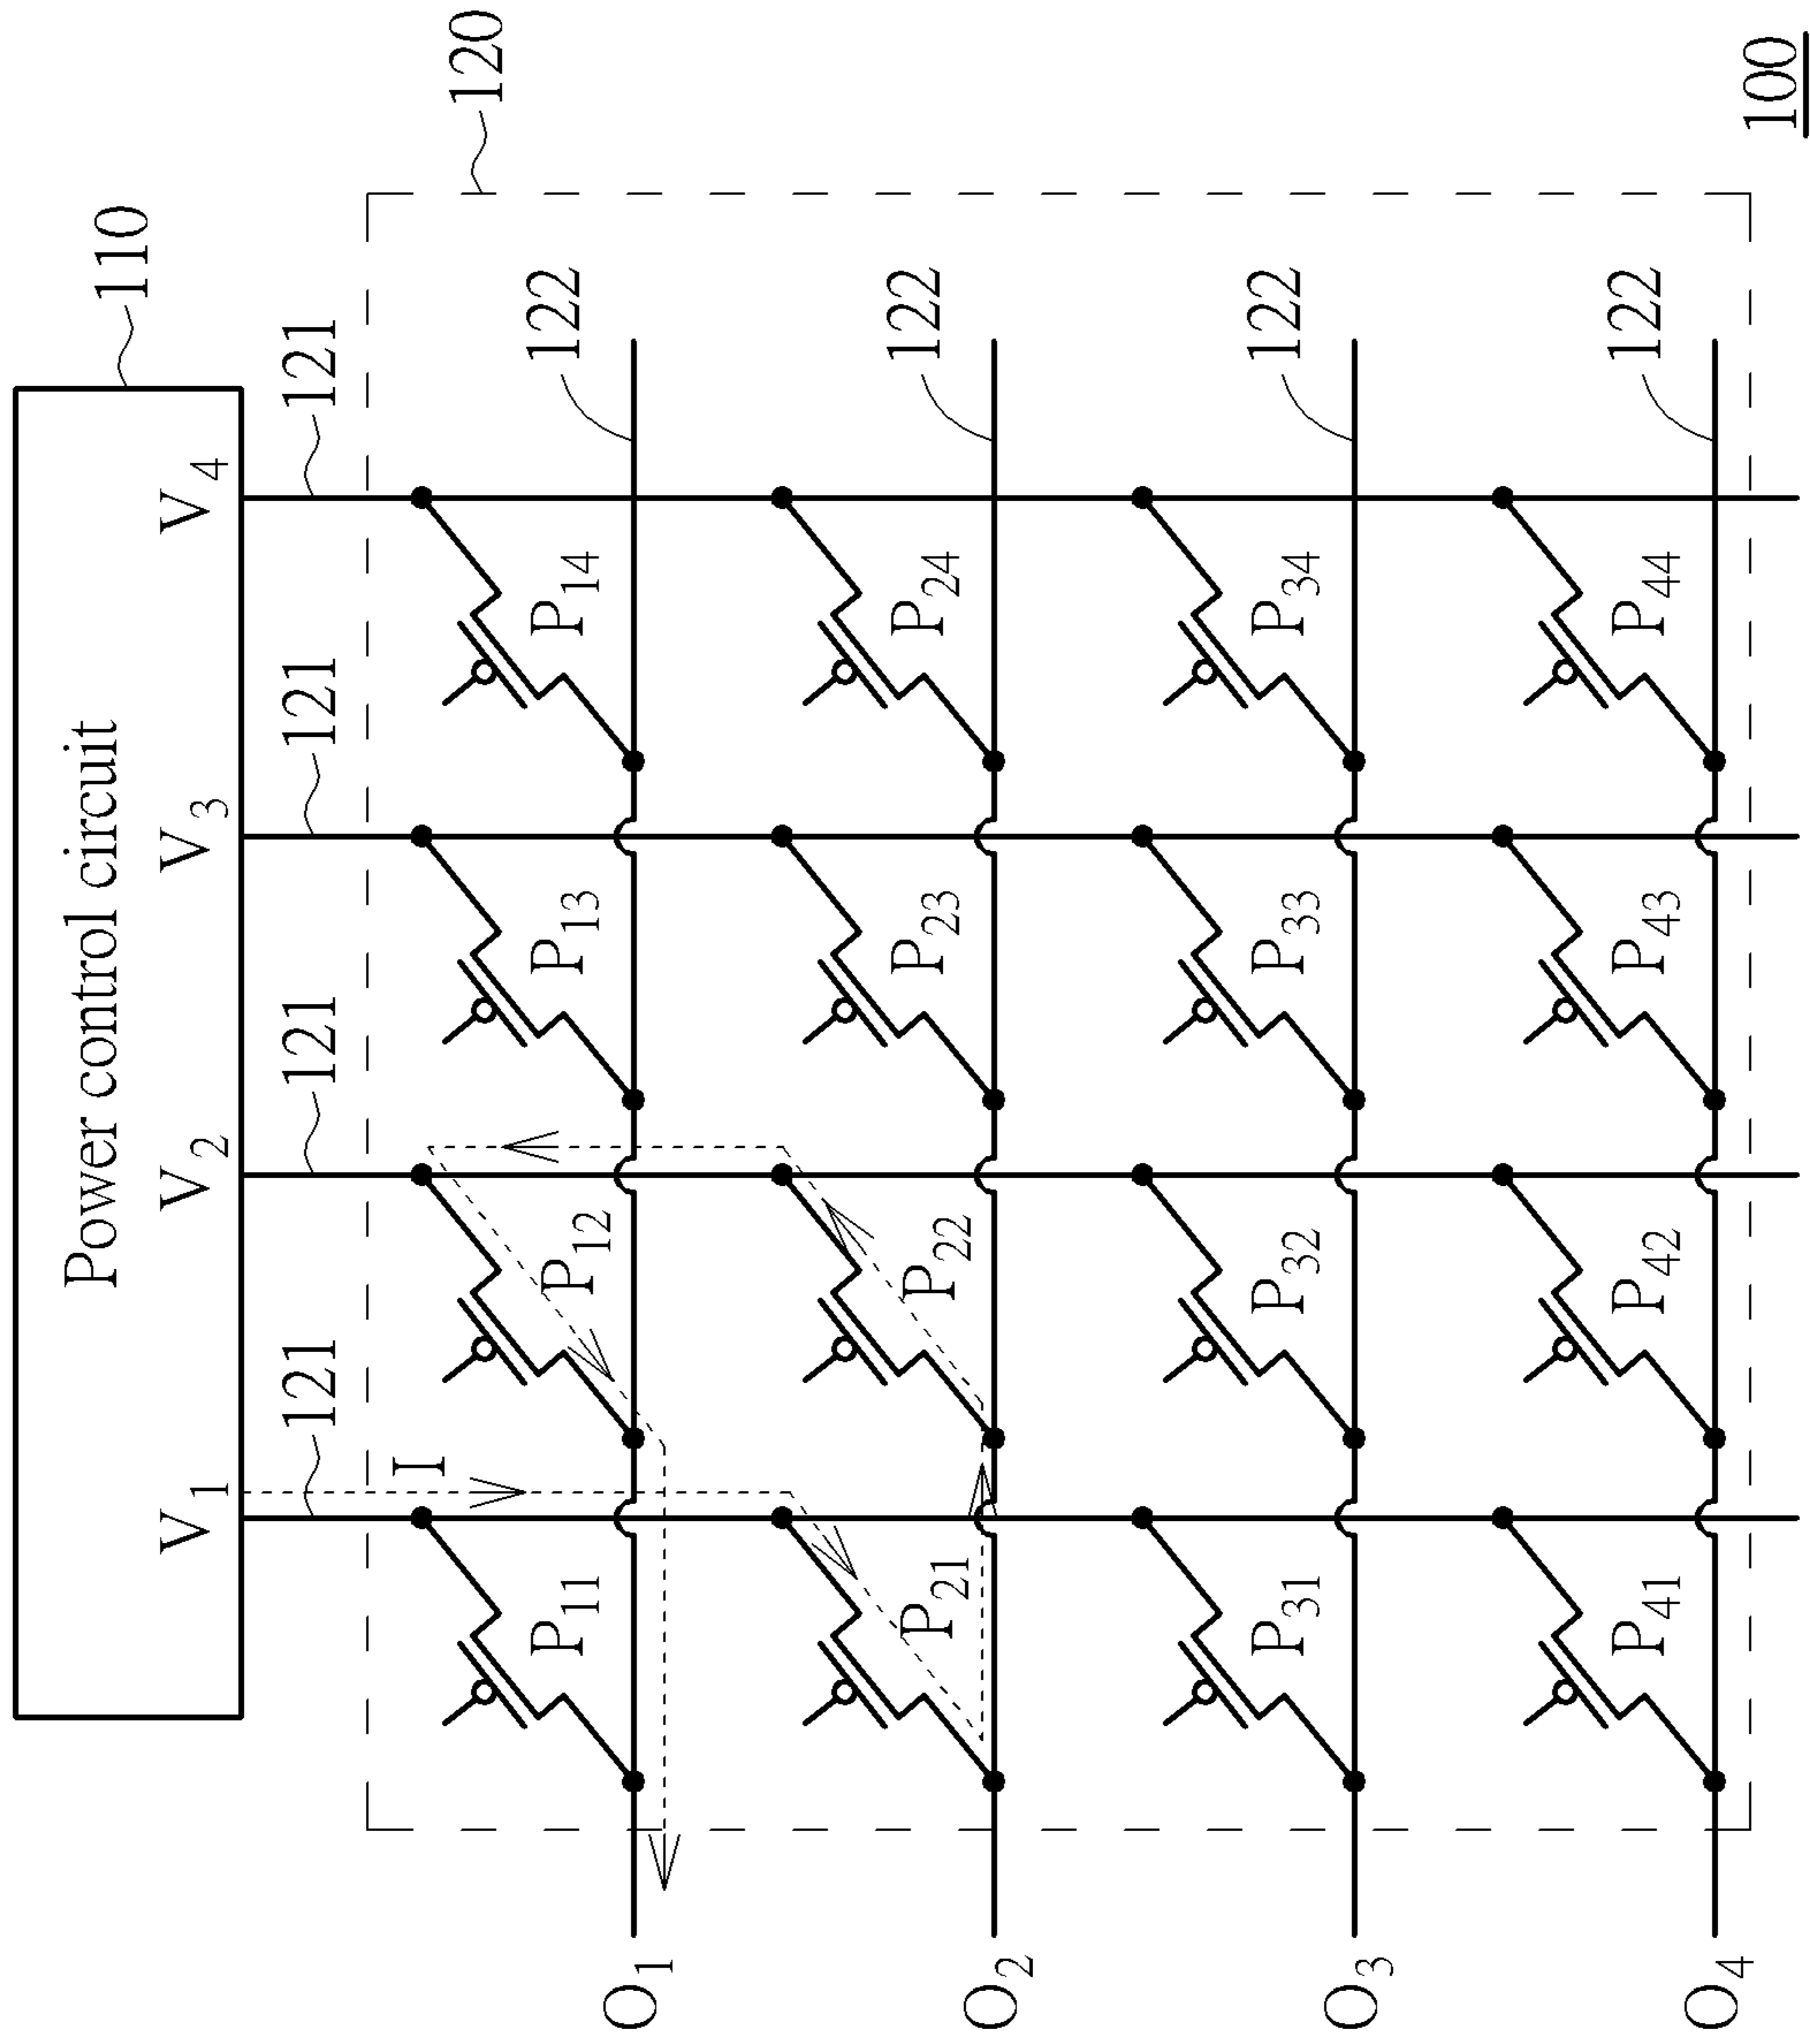 Power control circuit
110
V1
V2
V3
V4
121
121
121
121
120
I
P11
P12
P13
P14
122
O1
P21
P22
P23
P24
122
O2
P31
P32
P33
P34
122
O3
P41
P42
P43
P44
122
O4
100